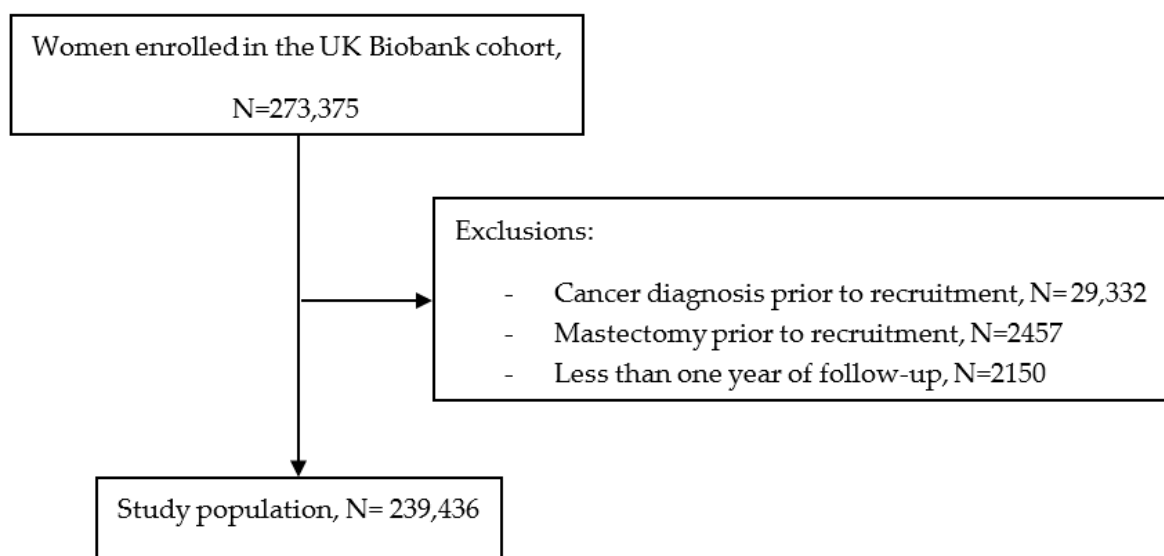 Women enrolled in the UK Biobank cohort,
N=273,375
Exclusions:
- Cancer diagnosis prior to recruitment, N= 29,332
- Mastectomy prior to recruitment, N=2457
- Less than one year of follow-up, N=2150
Study population, N= 239,436